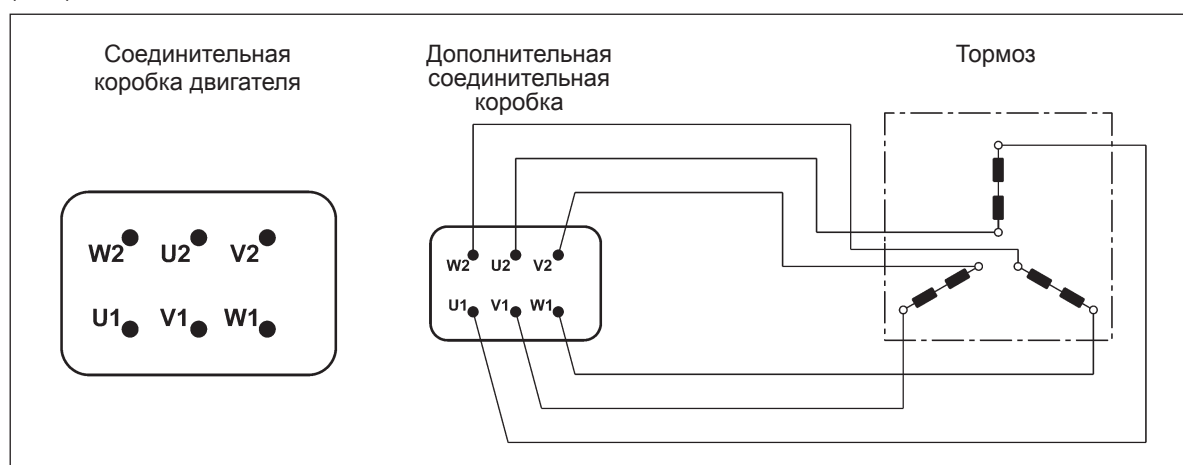 Соединительная
коробка двигателя
Дополнительная
соединительная
коробка
Тормоз
W2 U2 V2
U1 V1 W1
W2 U2 V2
U1 V1 W1